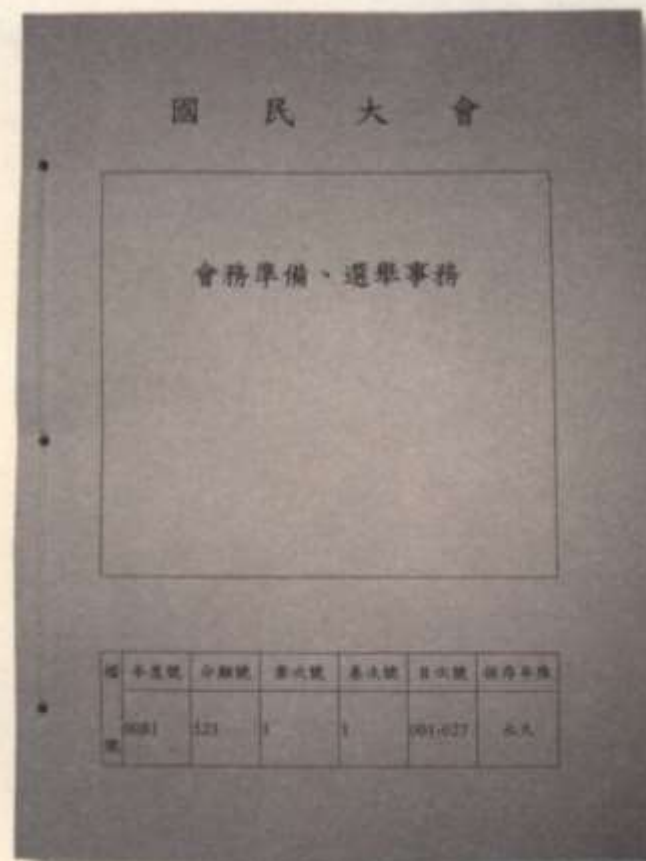 國民大會
會務準備、選舉事務
檔號 年度號 分類號 案次號 卷次號 目次號 保存年限
0081 523 1 1 001-027 永久